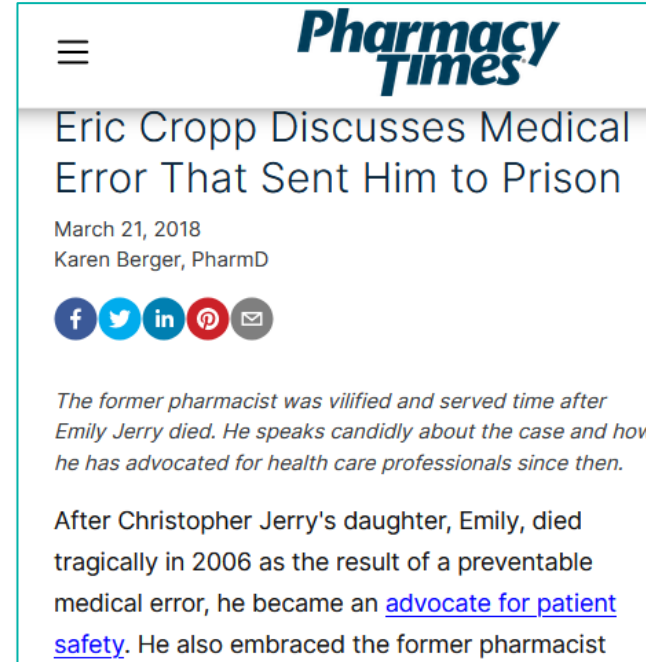 Pharmacy
Times
Eric Cropp Discusses Medical
Error That Sent Him to Prison
March 21, 2018
Karen Berger, PharmD
The former pharmacist was vilified and served time after
Emily Jerry died. He speaks candidly about the case and how
he has advocated for health care professionals since then.
After Christopher Jerry's daughter, Emily, died
tragically in 2006 as the result of a preventable
medical error, he became an advocate for patient
safety. He also embraced the former pharmacist